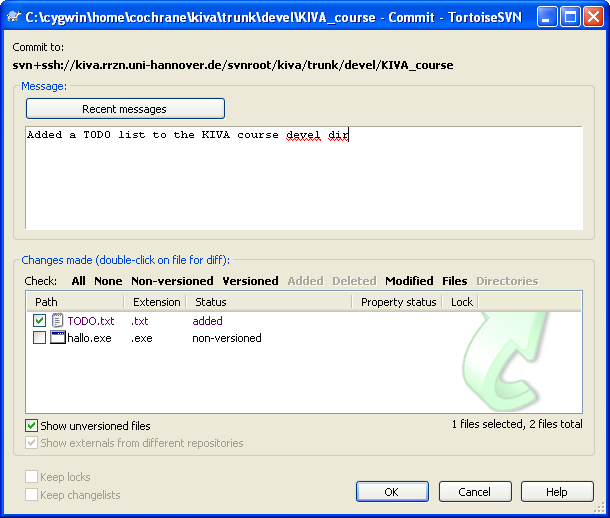 C:\cygwin\home\cochrane\kiva\trunk\devel\KIVA_course - Commit - TortoiseSVN
Commit to:
svn+ssh://kiva.rrzn.uni-hannover.de/svnroot/kiva/trunk/devel/KIVA_course
Message:
Recent messages
Added a TODO list to the KIVA course devel dir
Changes made (double-click on file for diff):
Check: All None Non-versioned Versioned Added Deleted Modified Files Directories
Path Extension Status Property status Lock
TODO.txt .txt added
hallo.exe .exe non-versioned
Show unversioned files 1 files selected, 2 files total
Show externals from different repositories
Keep locks
Keep changelists
OK Cancel Help